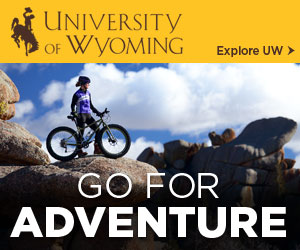 UNIVERSITY
OF WYOMING
Explore UW >
GO FOR
ADVENTURE